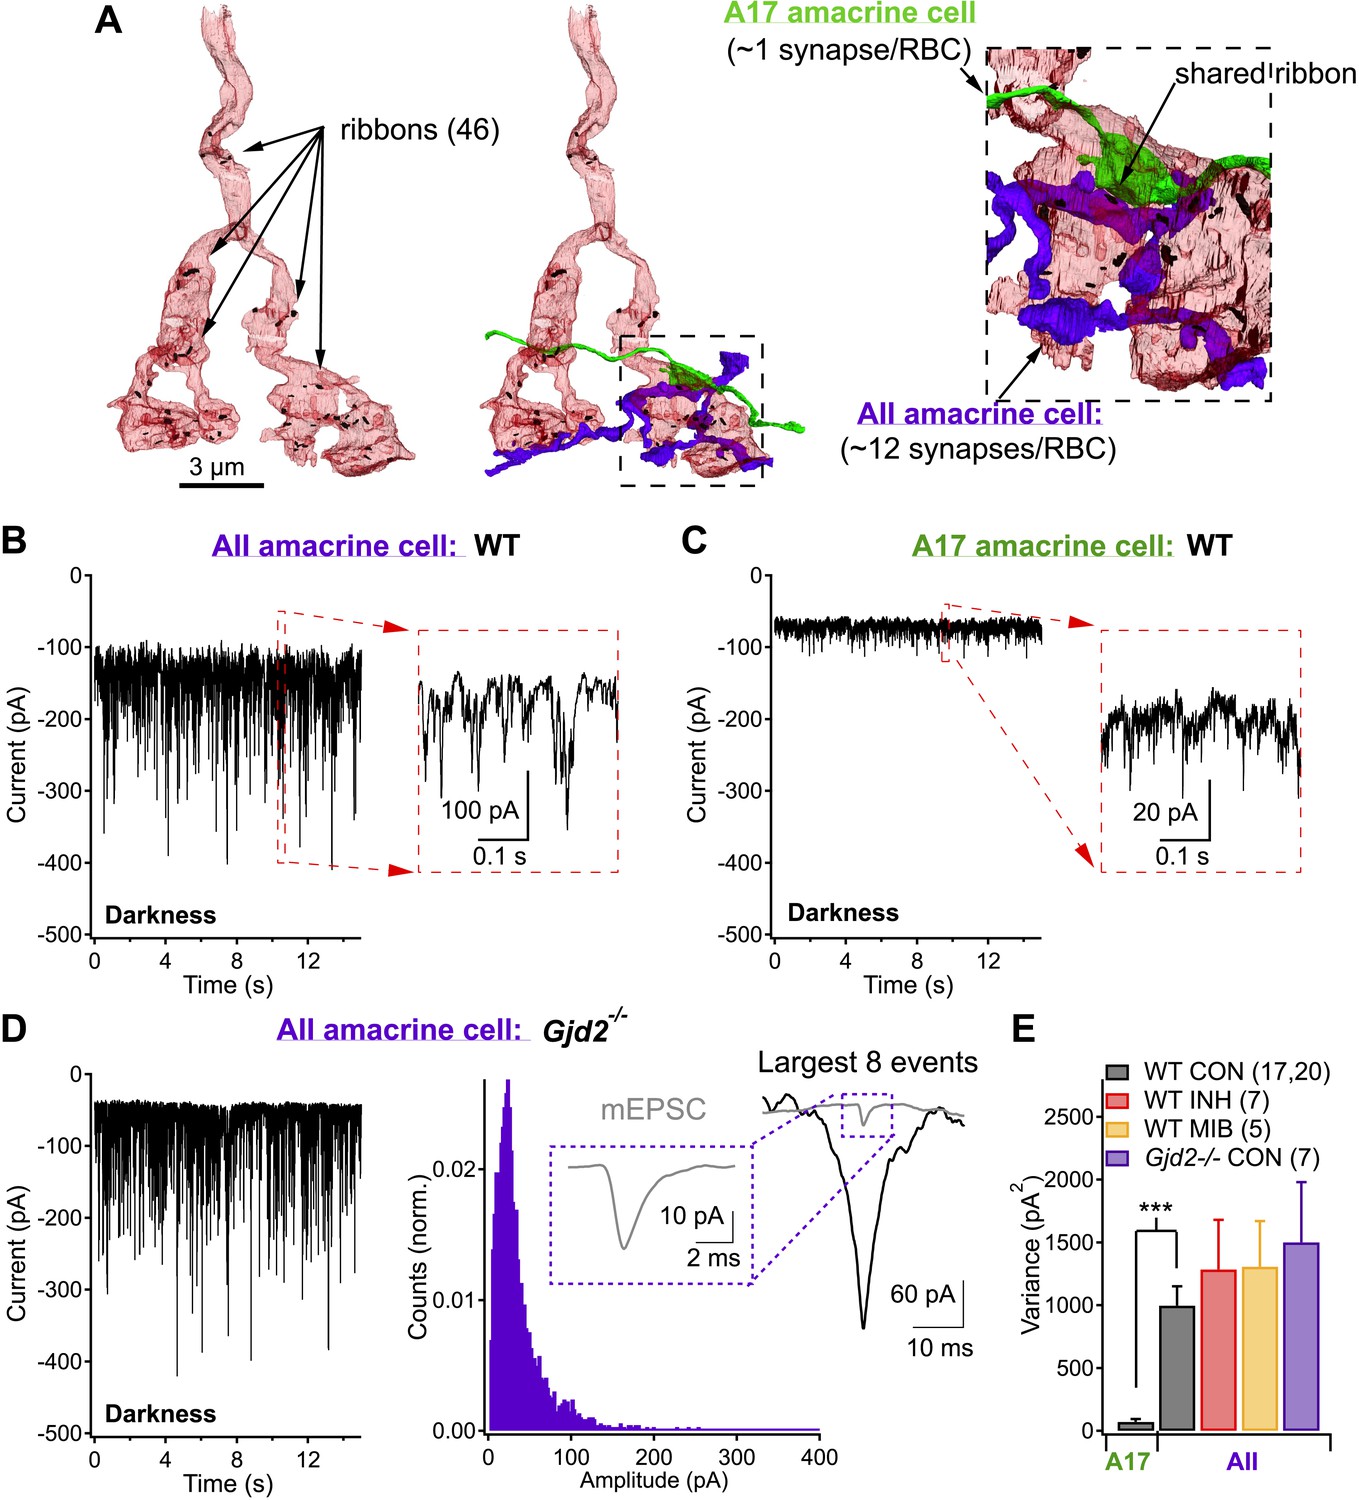 A
A17 amacrine cell
(~1 synapse/RBC)
shared ribbon
ribbons (46)
3 µm
AII amacrine cell:
(~12 synapses/RBC)
B
AII amacrine cell: WT
0
-100
-200
-300
-400
-500
Current (pA)
100 pA
0.1 s
Darkness
0
4
8
12
Time (s)
C
A17 amacrine cell: WT
0
-100
-200
-300
-400
-500
Current (pA)
20 pA
0.1 s
Darkness
0
4
8
12
Time (s)
D
AII amacrine cell: Gjd2-/-
0
-100
-200
-300
-400
-500
Current (pA)
Darkness
0
4
8
12
Time (s)
Largest 8 events
mEPSC
10 pA
2 ms
60 pA
10 ms
0.02
0.01
0.00
Counts (norm.)
0
100
200
300
400
Amplitude (pA)
E
WT CON (17,20)
WT INH (7)
WT MIB (5)
Gjd2-/- CON (7)
2500
2000
1500
1000
500
0
Variance (pA2)
***
A17
AII